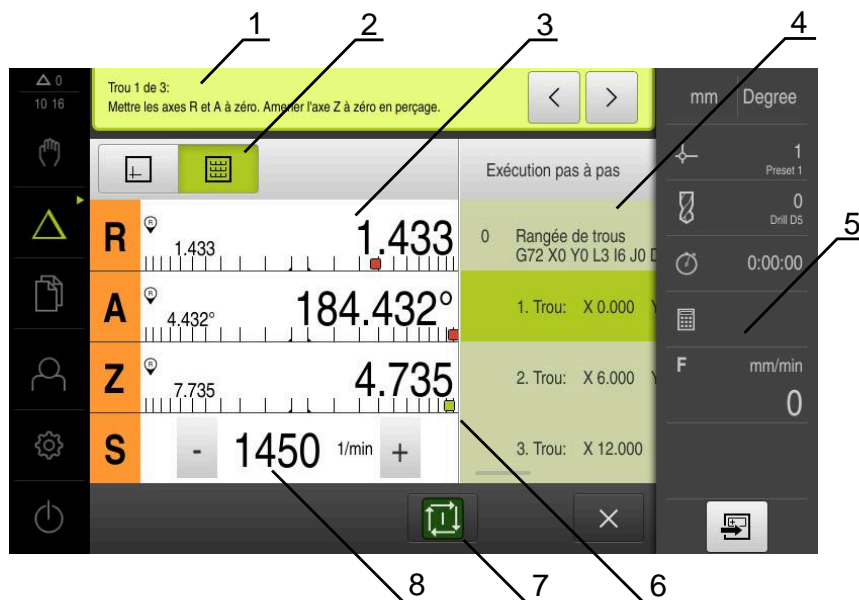 1
2
3
4
0
10 16
Trou 1 de 3:
Mettre les axes R et A à zéro. Amener l'axe Z à zéro en perçage.
mm Degree
Exécution pas à pas
1
Preset 1
0
Drill D5
5
R R 1.433 1.433
0 Rangée de trous
G72 X0 Y0 L3 I6 J0
0:00:00
A R 4.432° 184.432°
1. Trou: X 0.000
Z R 7.735 4.735
2. Trou: X 6.000
F mm/min
0
S - 1450 1/min +
3. Trou: X 12.000
8
7
6